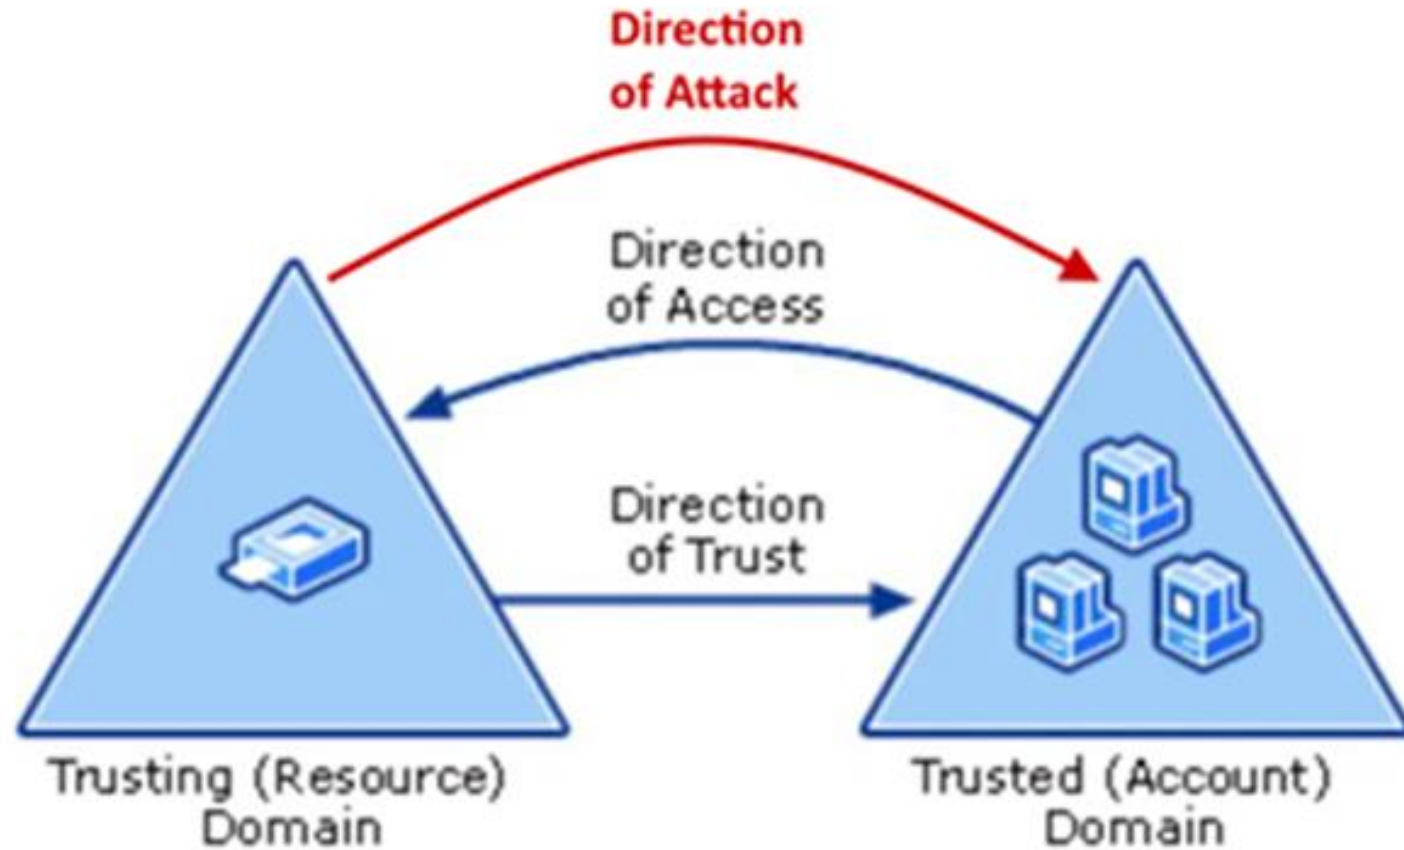 Direction
of Attack
Direction
of Access
Direction
of Trust
Trusting (Resource)
Domain
Trusted (Account)
Domain